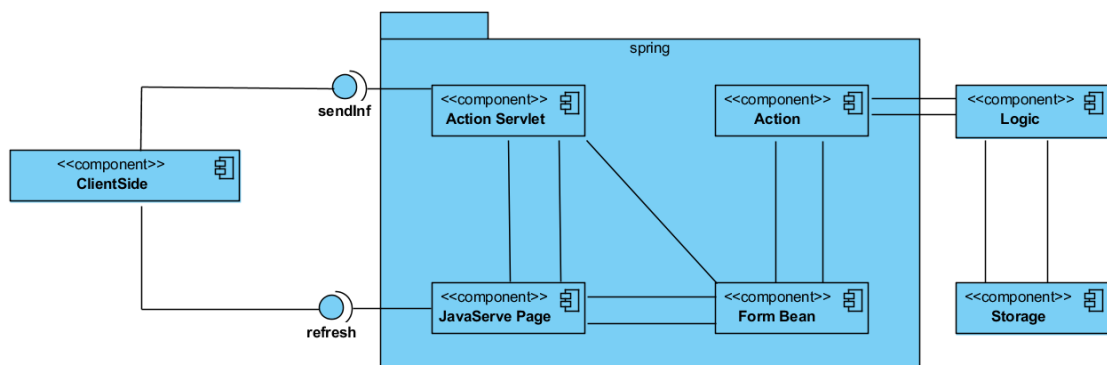 spring
<<component>>
Action Servlet
<<component>>
Action
<<component>>
Logic
sendInf
<<component>>
ClientSide
<<component>>
JavaServe Page
<<component>>
Form Bean
<<component>>
Storage
refresh